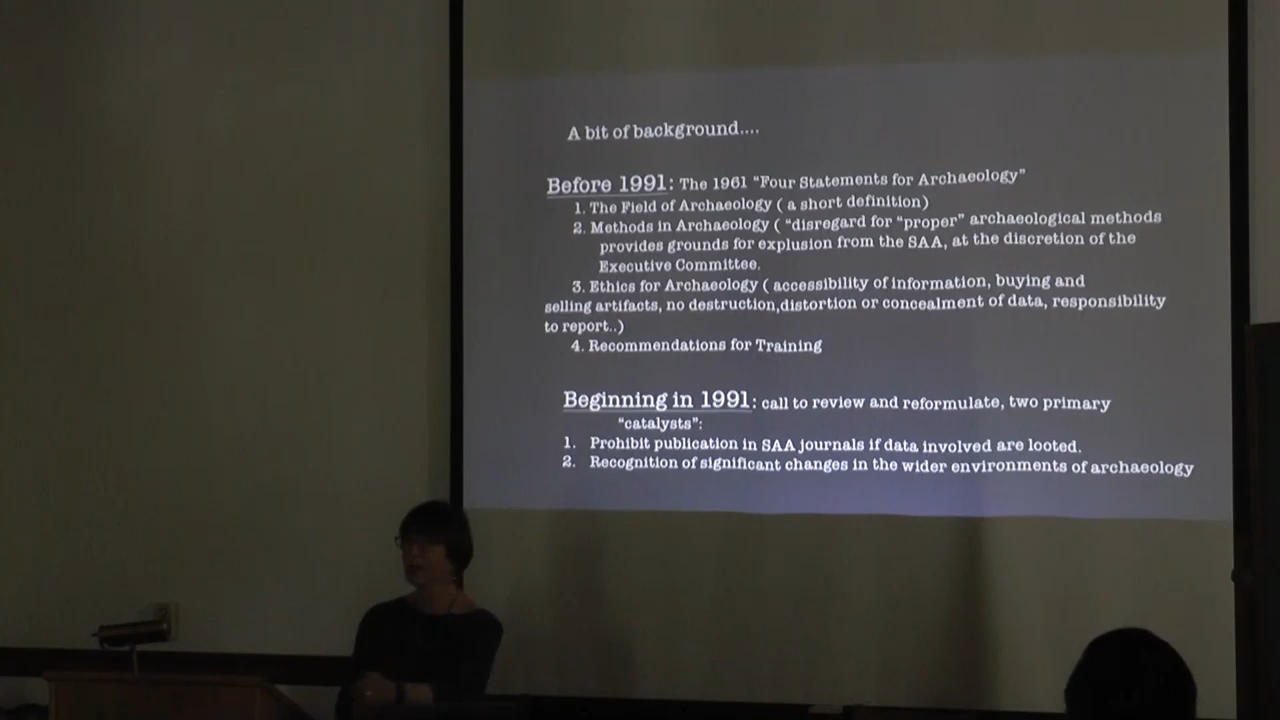 A bit of background....
Before 1991: The 1961 “Four Statements for Archaeology”
1. The Field of Archaeology ( a short definition)
2. Methods in Archaeology ( “disregard for “proper” archaeological methods
provides grounds for explusion from the SAA, at the discretion of the
Executive Committee.
3. Ethics for Archaeology ( accessibility of information, buying and
selling artifacts, no destruction,distortion or concealment of data, responsibility
to report..)
4. Recommendations for Training
Beginning in 1991: call to review and reformulate, two primary
“catalysts”:
1. Prohibit publication in SAA journals if data involved are looted.
2. Recognition of significant changes in the wider environments of archaeology